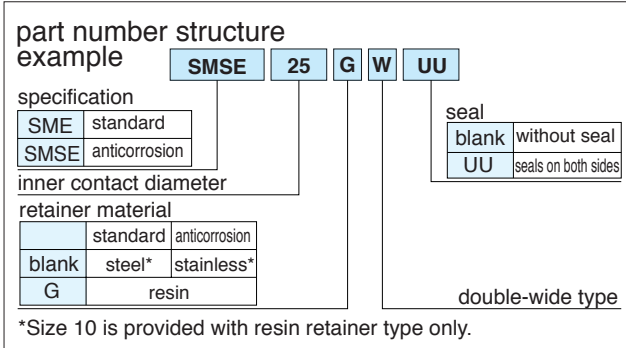 part number structure
example SMSE 25 G W UU
specification
SME standard
SMSE anticorrosion
seal
blank without seal
UU seals on both sides
inner contact diameter
retainer material
standard anticorrosion
blank steel* stainless*
G resin
double-wide type
*Size 10 is provided with resin retainer type only.